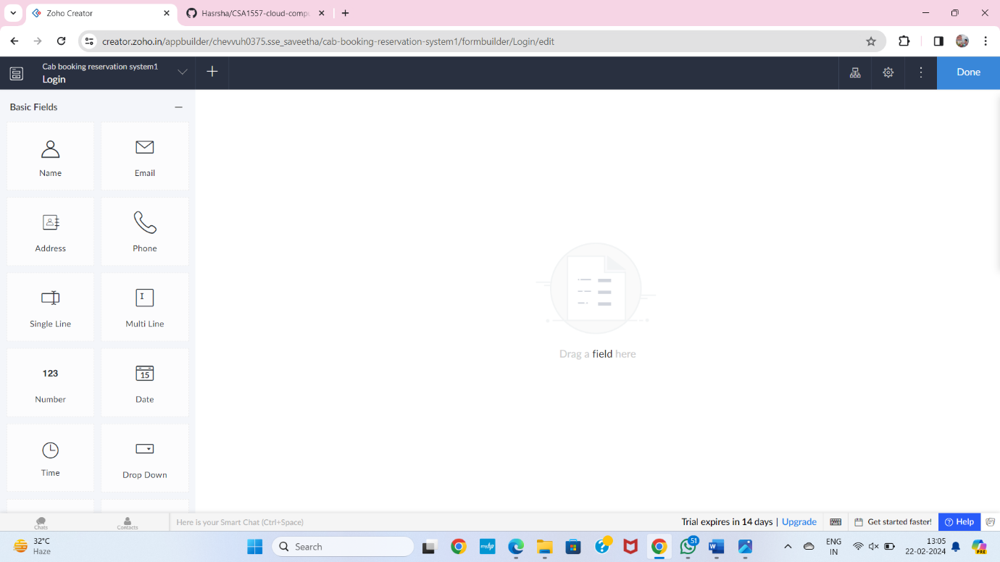 Zoho Creator
Hasrsha/CSA1557-cloud-compu
creator.zoho.in/appbuilder/chevvuh0375.sse_saveetha/cab-booking-reservation-system1/formbuilder/Login/edit
Cab booking reservation system1
Login
Done
Basic Fields
Name
Email
Address
Phone
Single Line
Multi Line
123
Number
15
Date
Time
Drop Down
Drag a field here
Chats
Contacts
Here is your Smart Chat (Ctrl+Space)
Trial expires in 14 days | Upgrade
Get started faster!
Help
32°C
Haze
Search
myhp
51
ENG
IN
13:05
22-02-2024
PRE